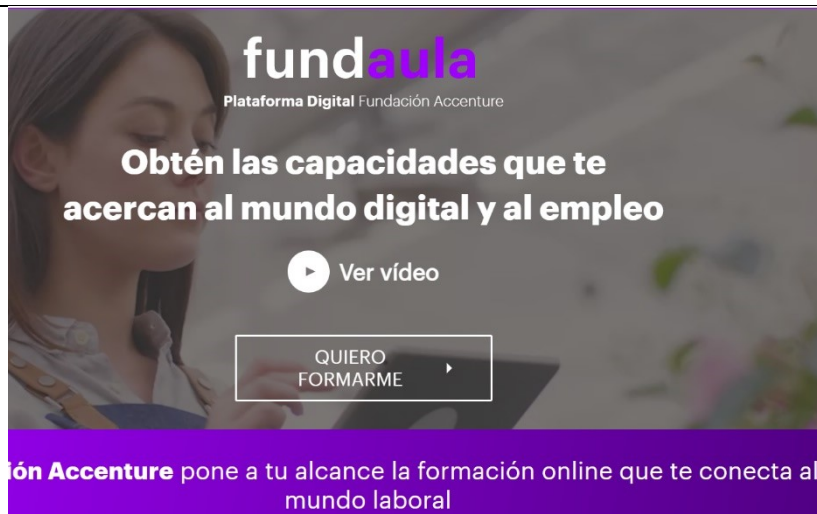 fundaula
Plataforma Digital Fundación Accenture
Obtén las capacidades que te
acercan al mundo digital y al empleo
Ver vídeo
QUIERO
FORMARME
ión Accenture pone a tu alcance la formación online que te conecta al
mundo laboral